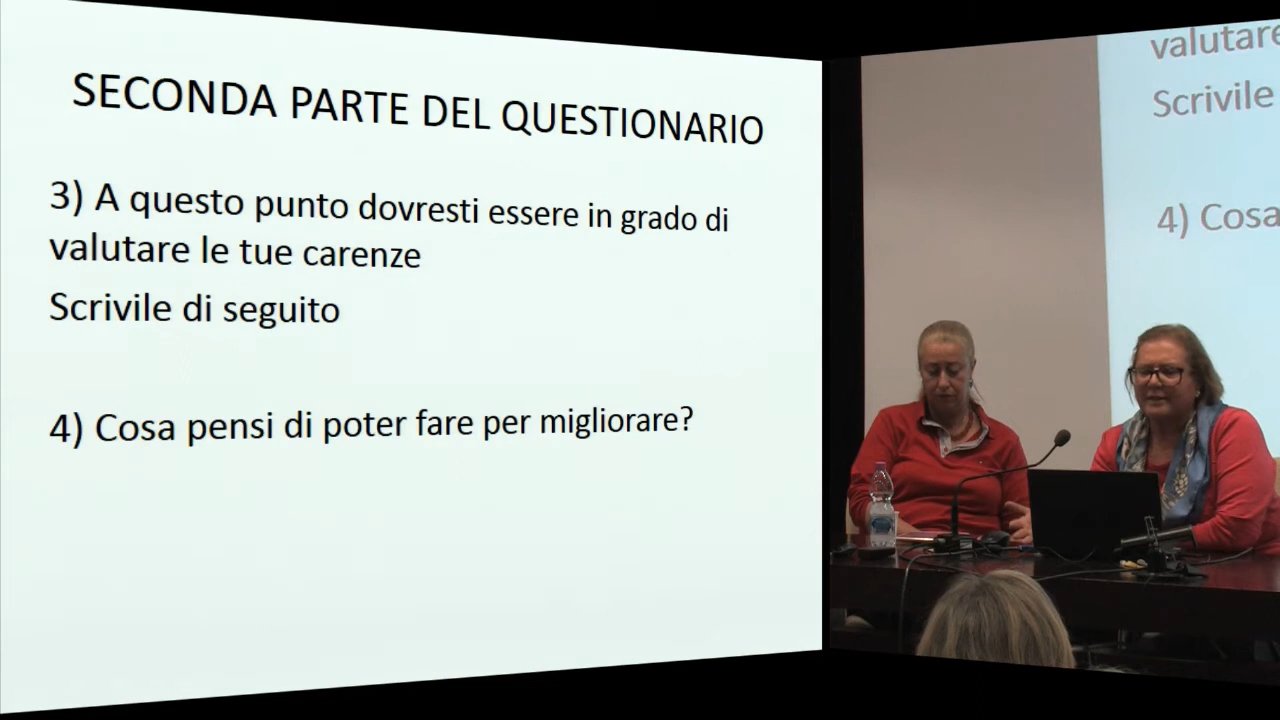 SECONDA PARTE DEL QUESTIONARIO
3) A questo punto dovresti essere in grado di
valutare le tue carenze
Scrivile di seguito
4) Cosa pensi di poter fare per migliorare?
valutare
Scrivile
4) Cosa